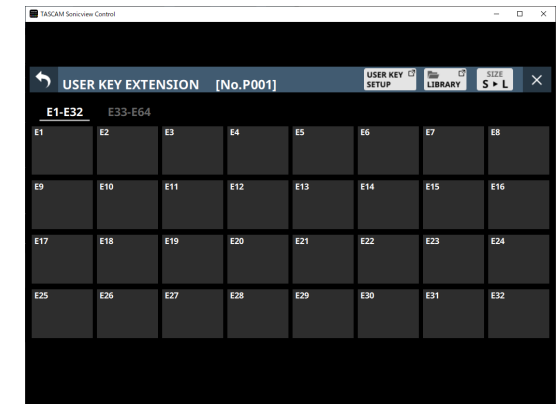 TASCAM Sonicview Control
USER KEY EXTENSION [No.P001]
USER KEY SETUP
LIBRARY
SIZE
S ▸ L
E1-E32 E33-E64
E1 E2 E3 E4 E5 E6 E7 E8
E9 E10 E11 E12 E13 E14 E15 E16
E17 E18 E19 E20 E21 E22 E23 E24
E25 E26 E27 E28 E29 E30 E31 E32